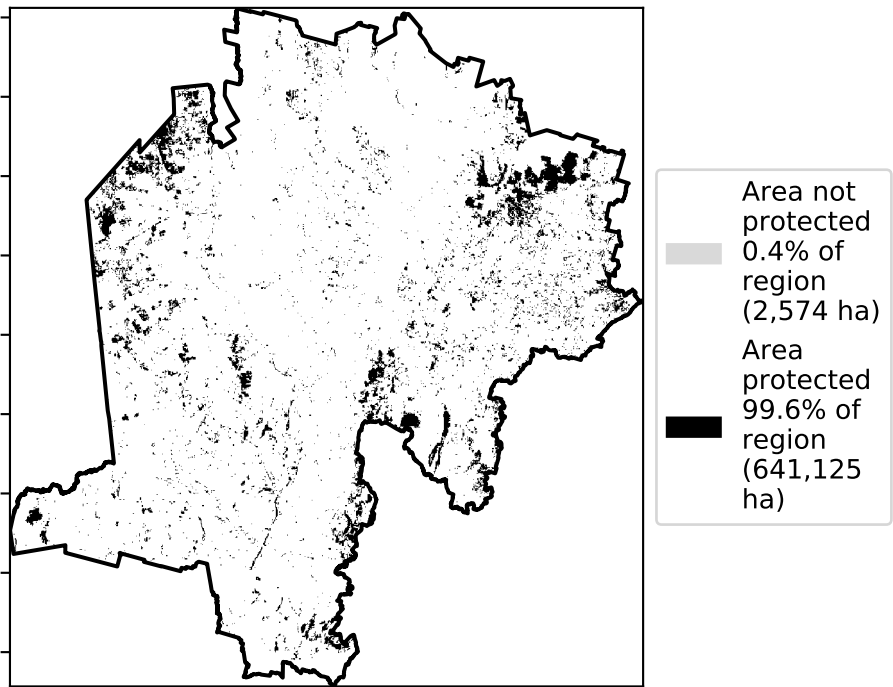 Area not
protected
0.4% of
region
(2,574 ha)
Area
protected
99.6% of
region
(641,125
ha)